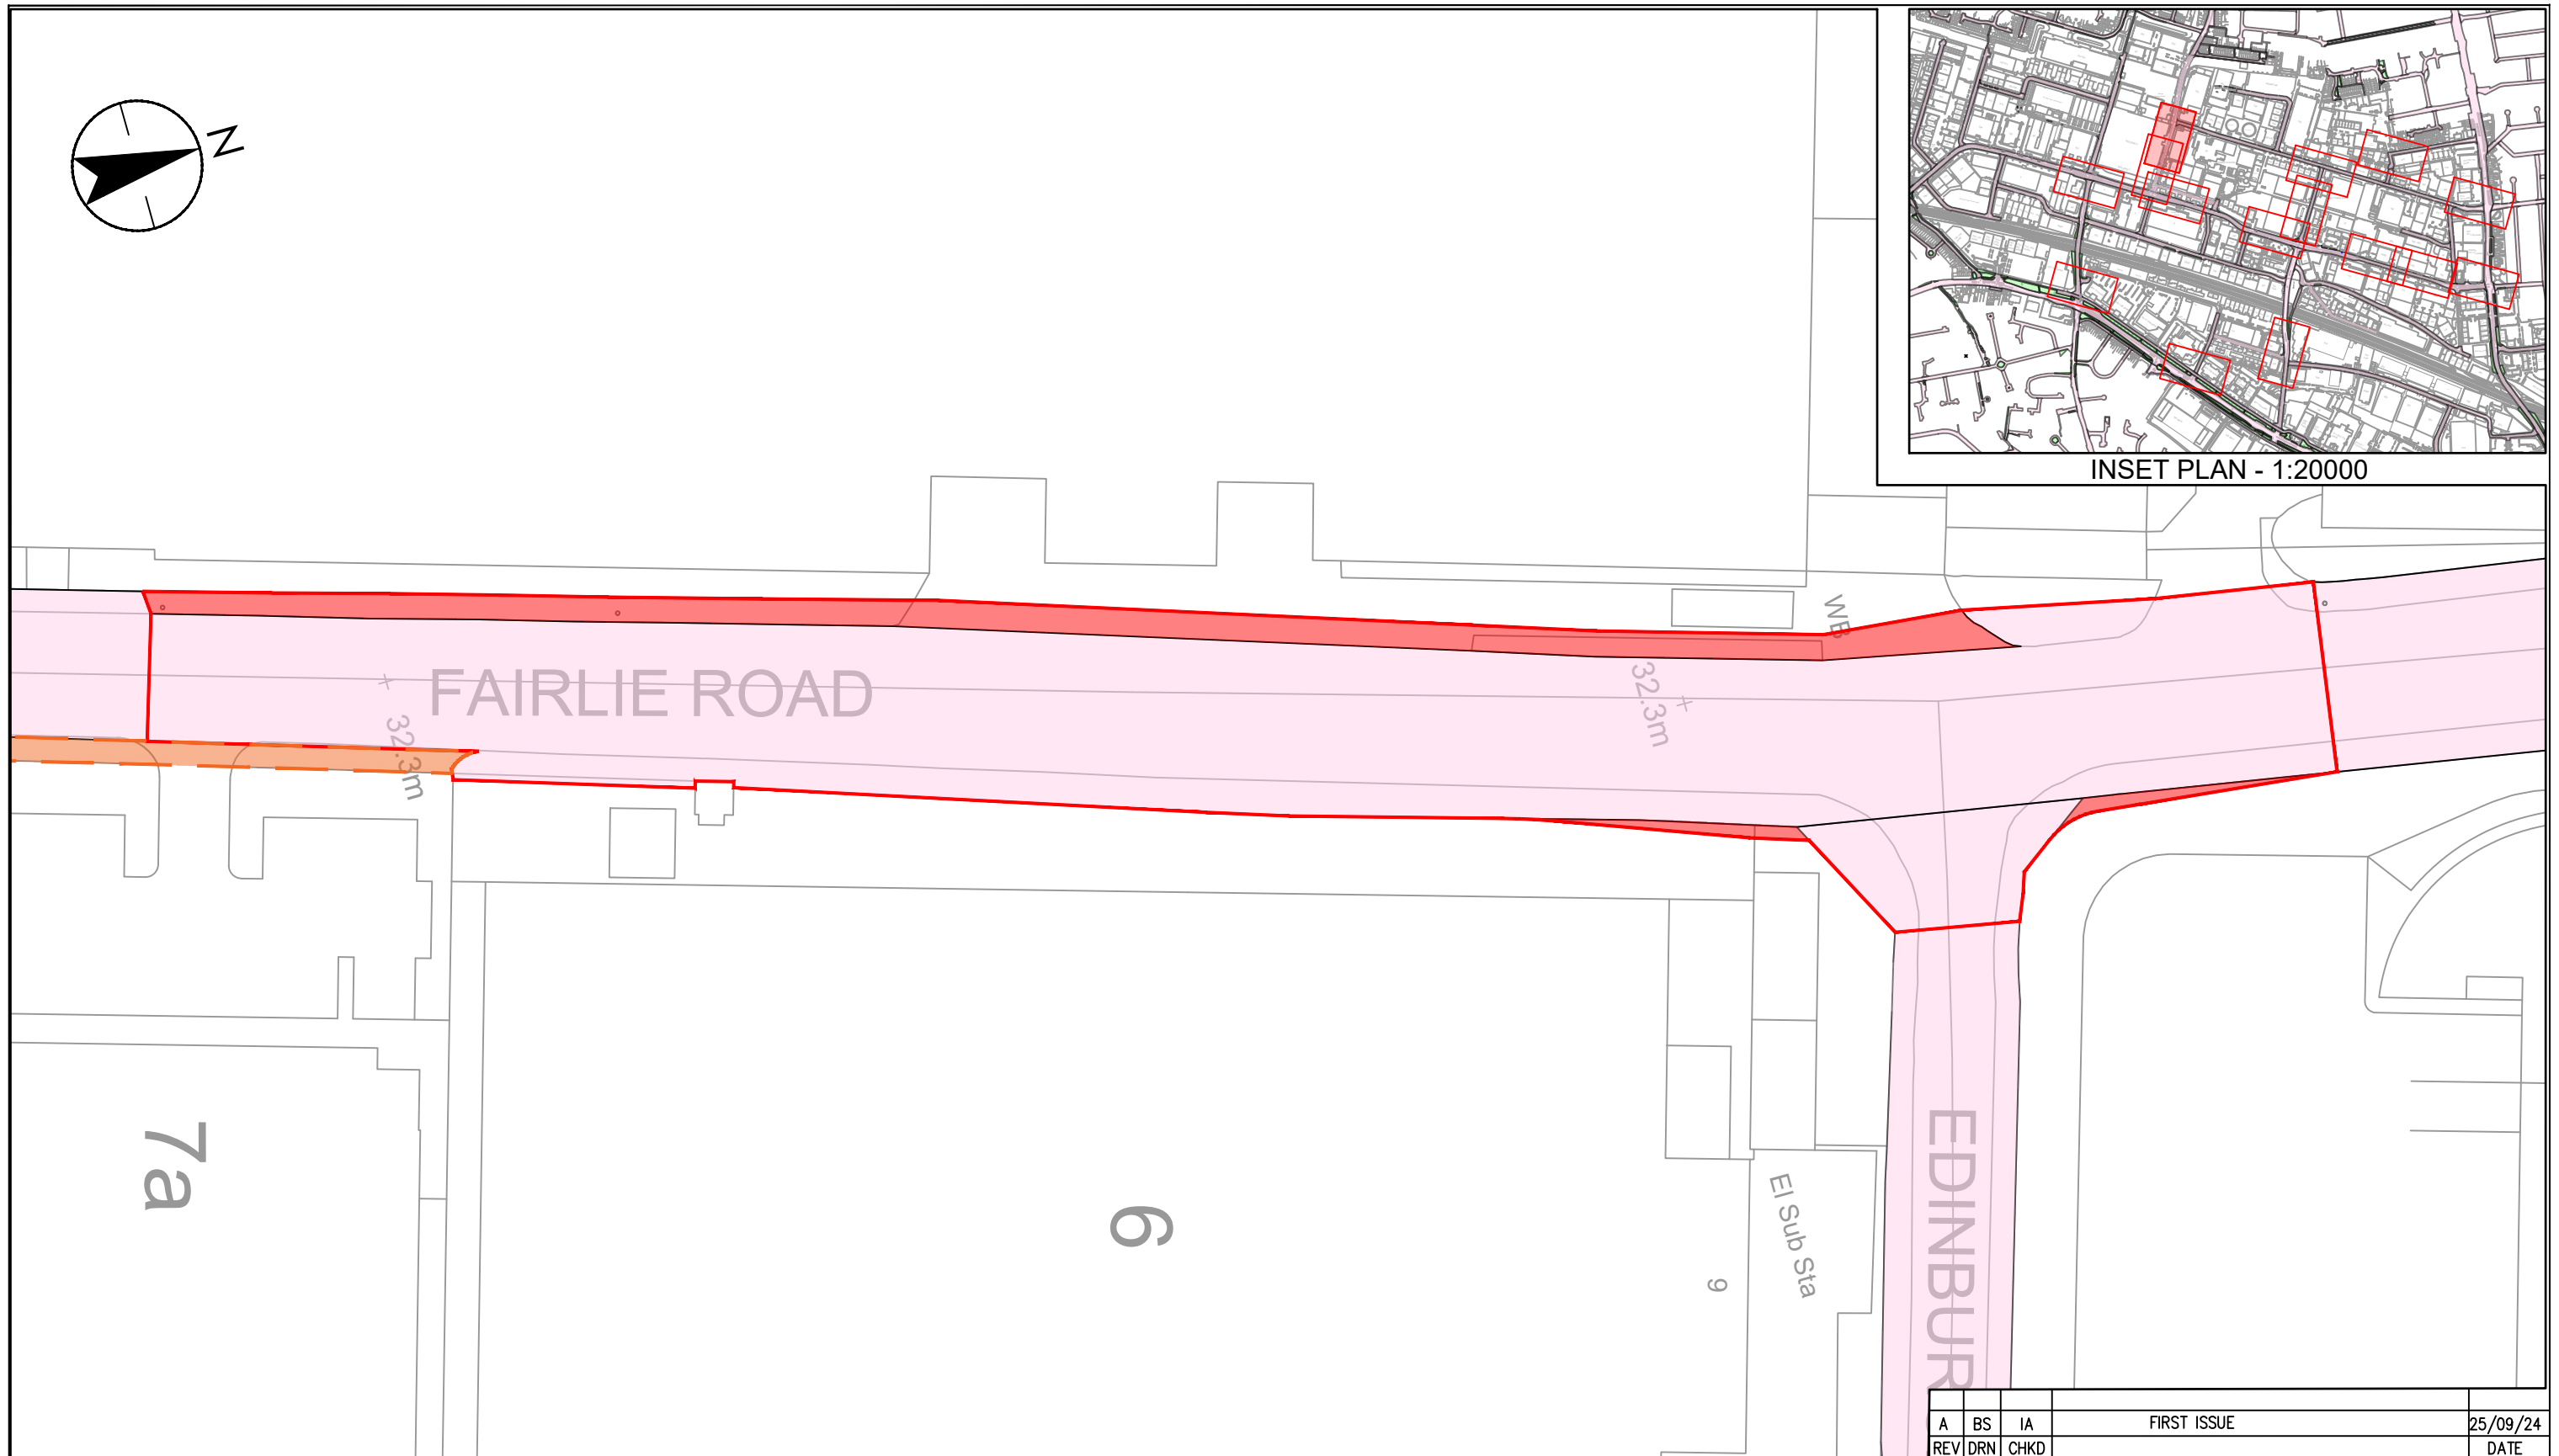 N
INSET PLAN - 1:20000
WB
FAIRLIE ROAD
32.3m
32.3m
7a
6
9
El Sub Sta
EDINBUR
A BS IA FIRST ISSUE 25/09/24
REV DRN CHKD DATE